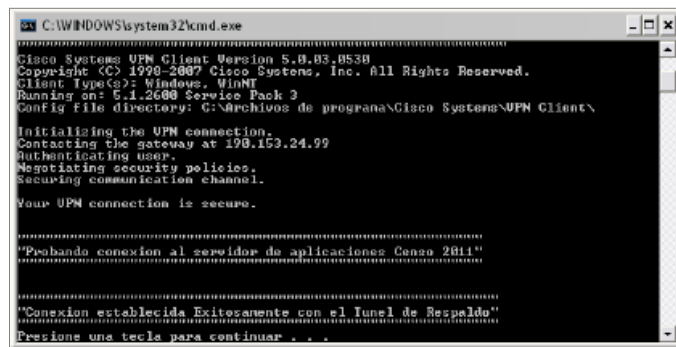 C:\WINDOWS\system32\cmd.exe
Cisco Systems VPN Client Version 5.0.03.0530
Copyright (C) 1998-2007 Cisco Systems, Inc. All Rights Reserved.
Client Type(s): Windows, WinNT
Running on: 5.1.2600 Service Pack 3
Config file directory: C:\Archivos de programa\Cisco Systems\VPN Client\
Initializing the VPN connection.
Contacting the gateway at 190.153.24.99
Authenticating user.
Negotiating security policies.
Securing communication channel.
Your VPN connection is secure.
"Probando conexion al servidor de aplicaciones Censo 2011"
"Conexion establecida Exitosamente con el Tunel de Respaldo"
Presione una tecla para continuar . . .